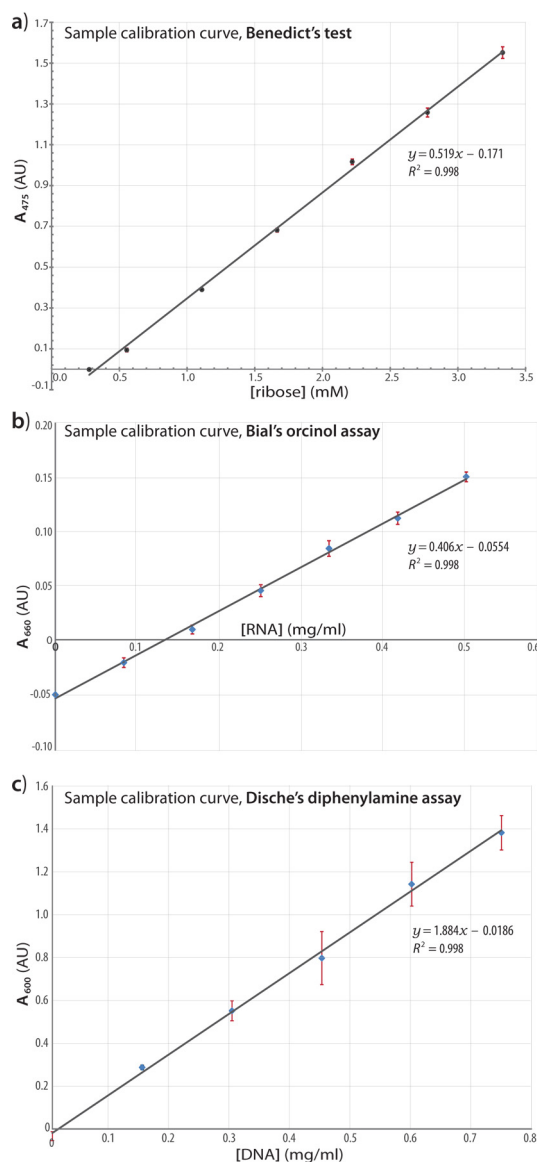 a)
Sample calibration curve, Benedict's test
1.7
1.5
1.3
1.1
0.9
0.7
0.5
0.3
0.1
-0.1
A475 (AU)
y = 0.519x − 0.171
R² = 0.998
0.0 0.5 1.0 1.5 2.0 2.5 3.0 3.5
[ribose] (mM)
b)
Sample calibration curve, Bial's orcinol assay
0.20
0.15
0.10
0.05
0
-0.05
-0.10
A660 (AU)
y = 0.406x − 0.0554
R² = 0.998
[RNA] (mg/ml)
0 0.1 0.2 0.3 0.4 0.5 0.6
c)
Sample calibration curve, Dische's diphenylamine assay
1.6
1.4
1.2
1.0
0.8
0.6
0.4
0.2
0
A600 (AU)
y = 1.884x − 0.0186
R² = 0.998
0 0.1 0.2 0.3 0.4 0.5 0.6 0.7 0.8
[DNA] (mg/ml)